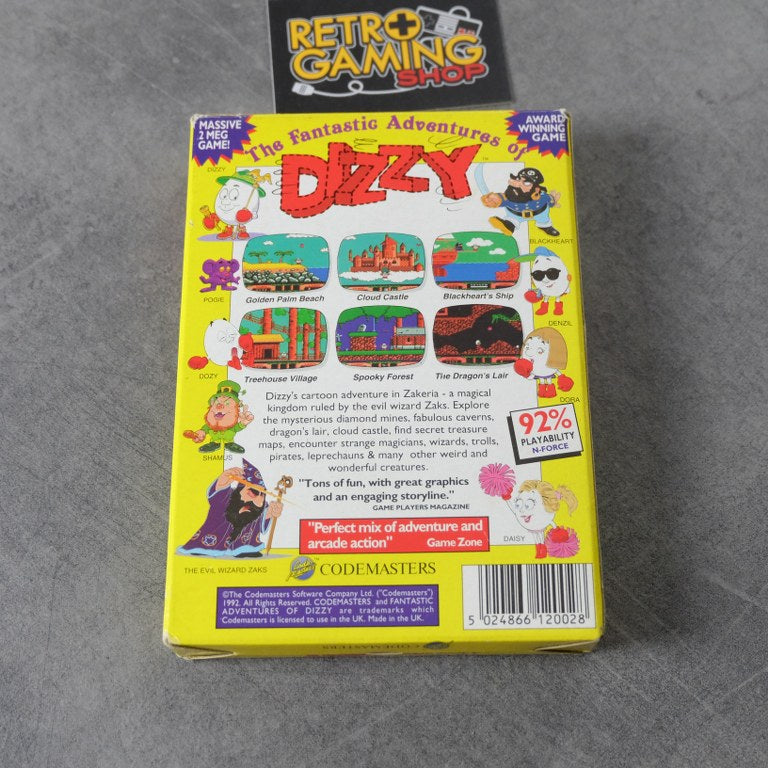 RETRO
GAMING
SHOP
MASSIVE
2 MEG
GAME!
AWARD
WINNING
GAME
The Fantastic Adventures of
DIZZY
TM
DIZZY
BLACKHEART
POGIE
DENZIL
Golden Palm Beach
Cloud Castle
Blackheart's Ship
DOZY
DORA
Treehouse Village
Spooky Forest
The Dragon's Lair
SHAMUS
Dizzy's cartoon adventure in Zakeria - a magical
kingdom ruled by the evil wizard Zaks. Explore
the mysterious diamond mines, fabulous caverns,
dragon's lair, cloud castle, find secret treasure
maps, encounter strange magicians, wizards, trolls,
pirates, leprechauns & many other weird and
wonderful creatures.
92%
PLAYABILITY
N-FORCE
"Tons of fun, with great graphics
and an engaging storyline."
GAME PLAYERS MAGAZINE
"Perfect mix of adventure and
arcade action" Game Zone
DAISY
THE EVIL WIZARD ZAKS
CODEMASTERS
©The Codemasters Software Company Ltd. ("Codemasters")
1992. All Rights Reserved. CODEMASTERS and FANTASTIC
ADVENTURES OF DIZZY are trademarks which
Codemasters is licensed to use in the UK. Made in the UK.
5 024866 120028
CODEMASTERS